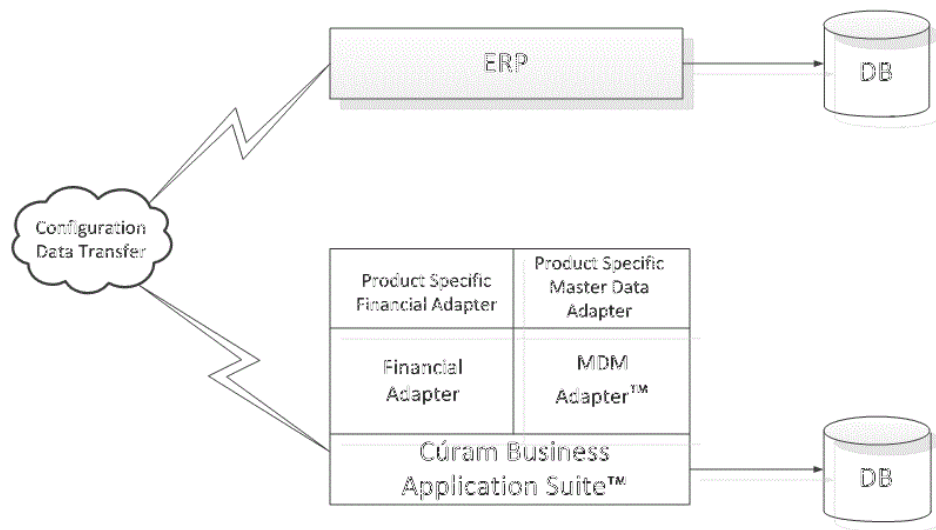 ERP
DB
Configuration
Data Transfer
Product Specific
Financial Adapter
Product Specific
Master Data
Adapter
Financial
Adapter
MDM
Adapter™
Cúram Business
Application Suite™
DB